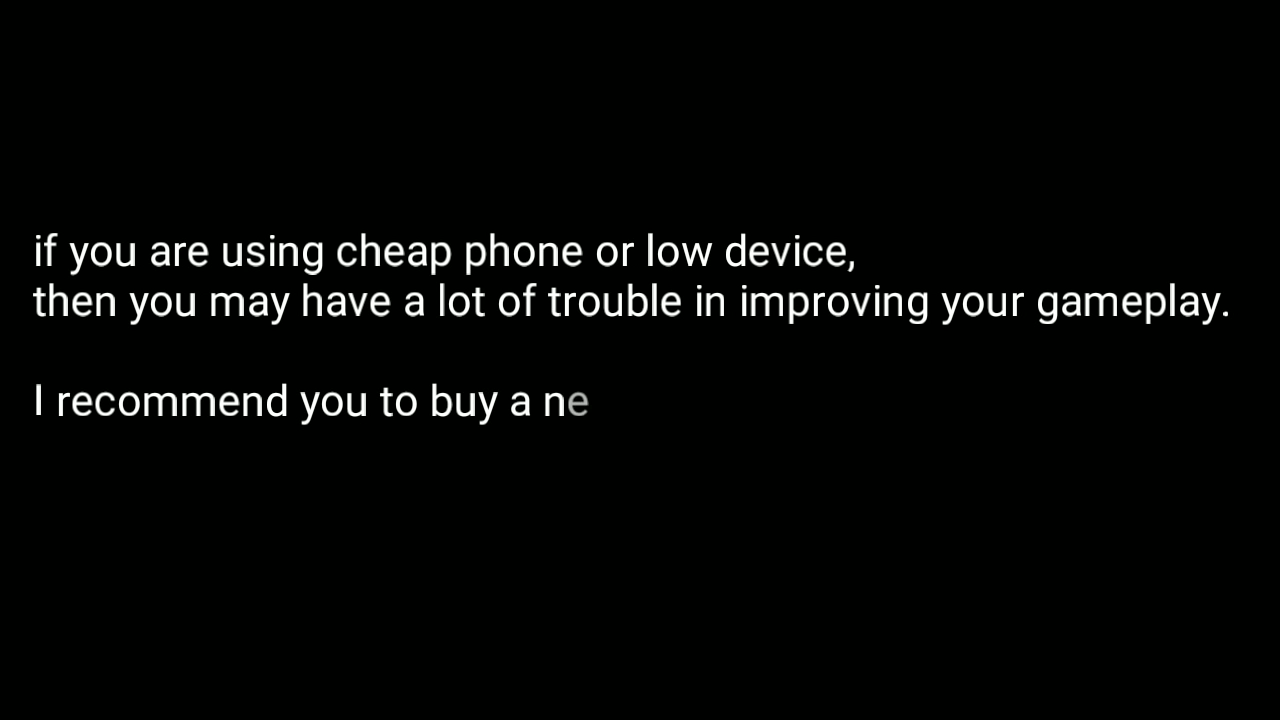 if you are using cheap phone or low device,
then you may have a lot of trouble in improving your gameplay.
I recommend you to buy a ne